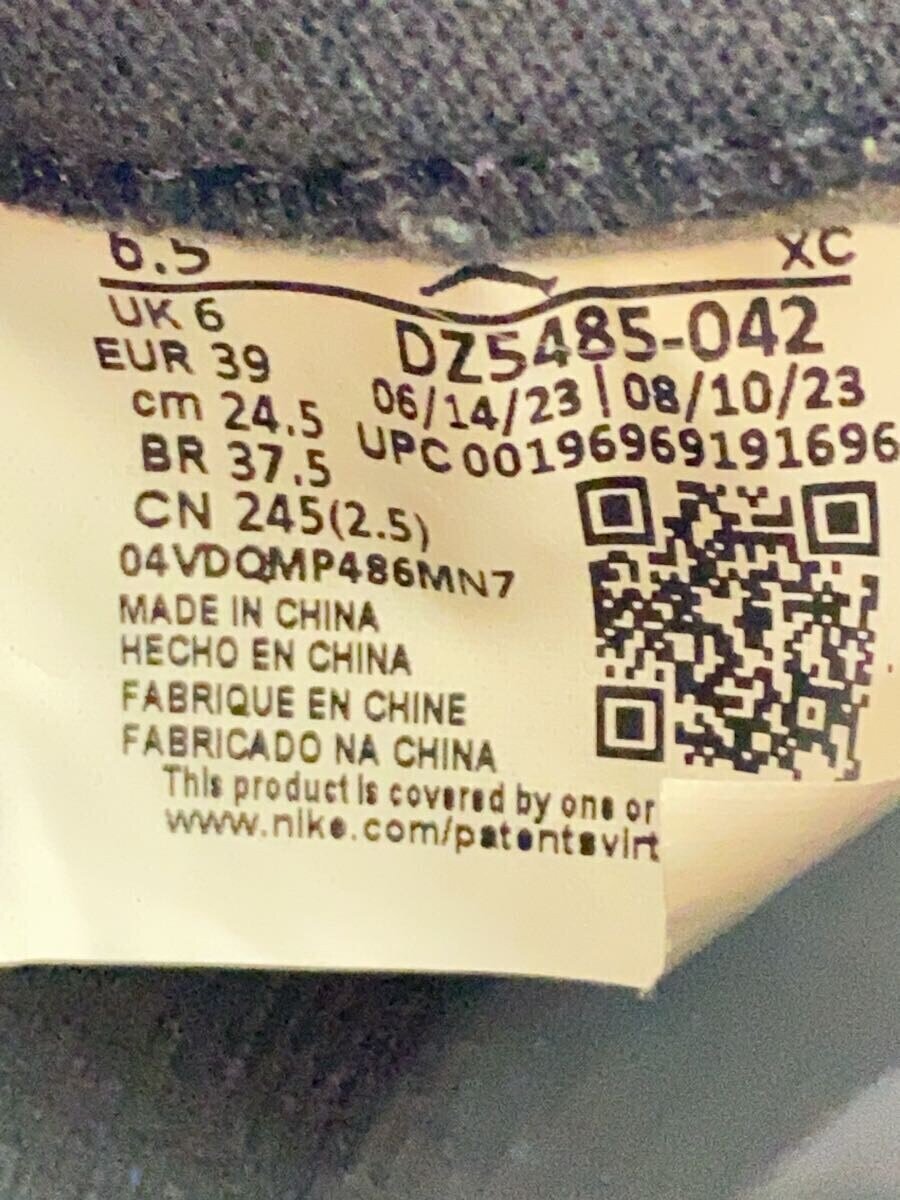 6.5 XC
UK 6
DZ5485-042
EUR 39
06/14/23 | 08/10/23
cm 24.5
UPC 00196969191696
BR 37.5
CN 245(2.5)
04VDQMP486MN7
MADE IN CHINA
HECHO EN CHINA
FABRIQUE EN CHINE
FABRICADO NA CHINA
This product is covered by one or
www.nike.com/patentsvirt